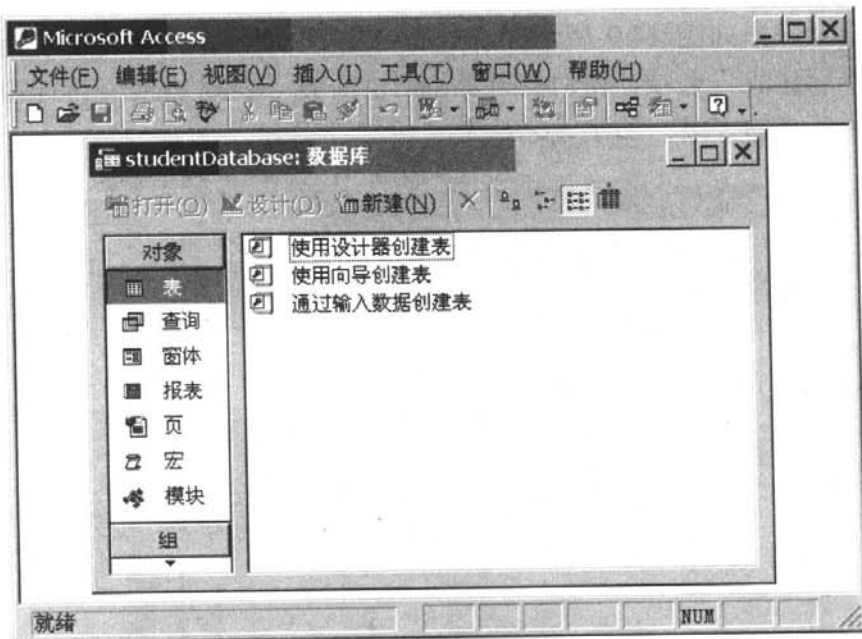 Microsoft Access
文件(F) 编辑(E) 视图(V) 插入(I) 工具(T) 窗口(W) 帮助(H)
studentDatabase: 数据库
打开(O) 设计(D) 新建(N)
对象
表
查询
窗体
报表
页
宏
模块
组
使用设计器创建表
使用向导创建表
通过输入数据创建表
就绪
NUM